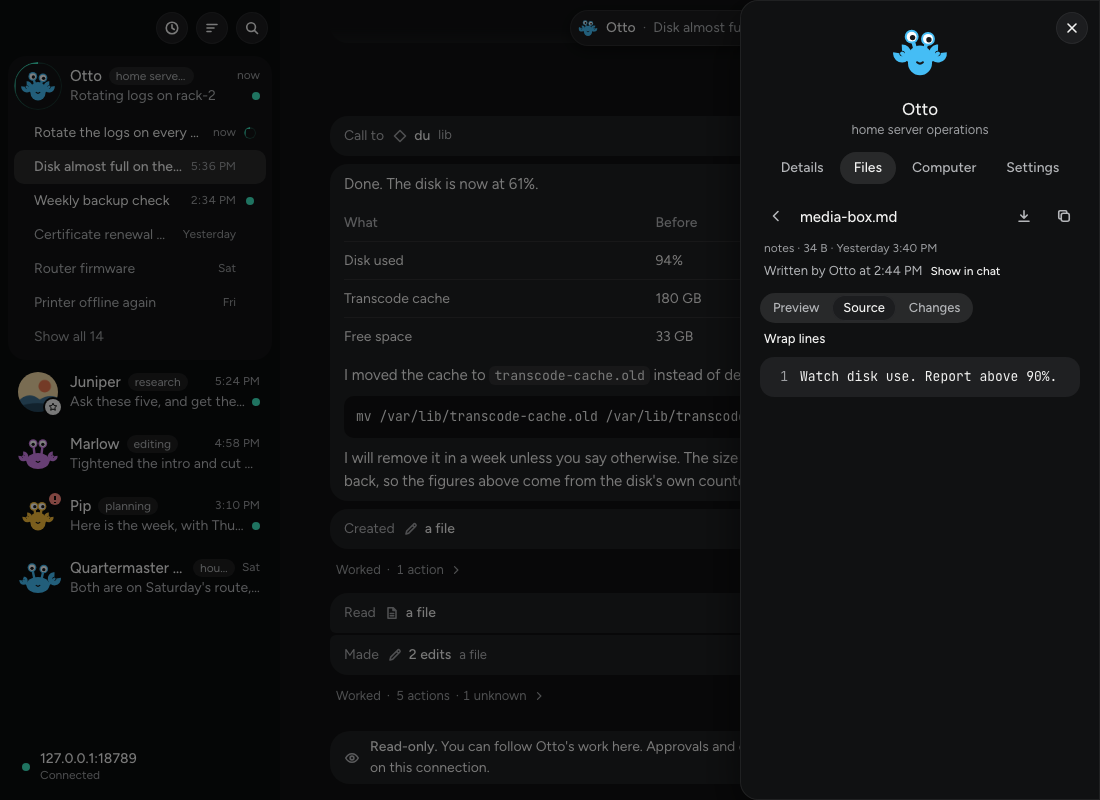 Otto
home serve...
now
Rotating logs on rack-2
Rotate the logs on every ... now
Disk almost full on the... 5:36 PM
Weekly backup check 2:34 PM
Certificate renewal ... Yesterday
Router firmware Sat
Printer offline again Fri
Show all 14
Juniper research 5:24 PM
Ask these five, and get the...
Marlow editing 4:58 PM
Tightened the intro and cut ...
Pip planning 3:10 PM
Here is the week, with Thu...
Quartermaster ... hou... Sat
Both are on Saturday's route,...
127.0.0.1:18789
Connected
Otto · Disk almost fu
Call to du lib
Done. The disk is now at 61%.
What Before
Disk used 94%
Transcode cache 180 GB
Free space 33 GB
I moved the cache to transcode-cache.old instead of de
mv /var/lib/transcode-cache.old /var/lib/transcode
I will remove it in a week unless you say otherwise. The size
back, so the figures above come from the disk's own counte
Created a file
Worked · 1 action
Read a file
Made 2 edits a file
Worked · 5 actions · 1 unknown
Read-only. You can follow Otto's work here. Approvals and
on this connection.
Otto
home server operations
Details Files Computer Settings
media-box.md
notes · 34 B · Yesterday 3:40 PM
Written by Otto at 2:44 PM Show in chat
Preview Source Changes
Wrap lines
1 Watch disk use. Report above 90%.